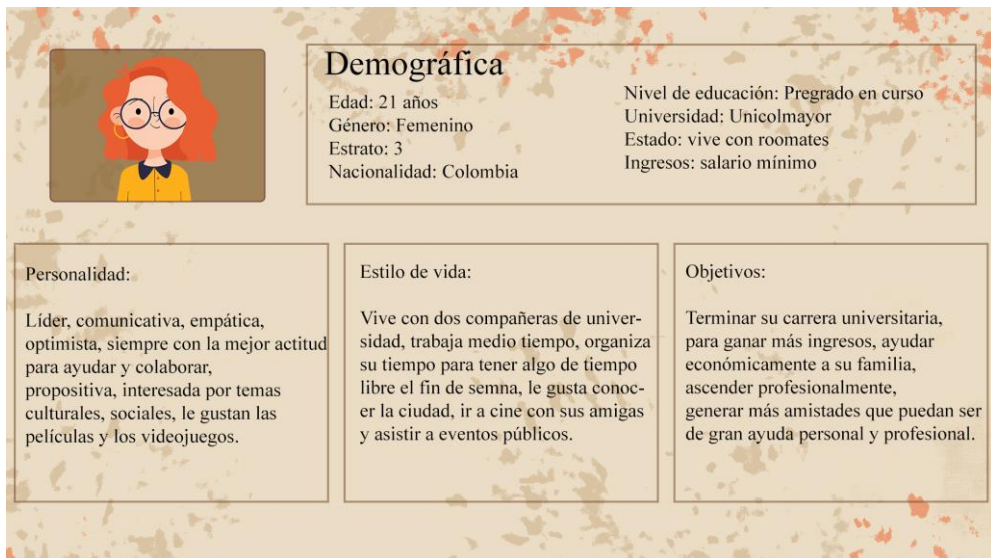 Demográfica
Edad: 21 años
Género: Femenino
Estrato: 3
Nacionalidad: Colombia
Nivel de educación: Pregrado en curso
Universidad: Unicolmayor
Estado: vive con roomates
Ingresos: salario mínimo
Personalidad:
Líder, comunicativa, empática,
optimista, siempre con la mejor actitud
para ayudar y colaborar,
propositiva, interesada por temas
culturales, sociales, le gustan las
películas y los videojuegos.
Estilo de vida:
Vive con dos compañeras de univer-
sidad, trabaja medio tiempo, organiza
su tiempo para tener algo de tiempo
libre el fin de semna, le gusta conoc-
er la ciudad, ir a cine con sus amigas
y asistir a eventos públicos.
Objetivos:
Terminar su carrera universitaria,
para ganar más ingresos, ayudar
económicamente a su familia,
ascender profesionalmente,
generar más amistades que puedan ser
de gran ayuda personal y profesional.